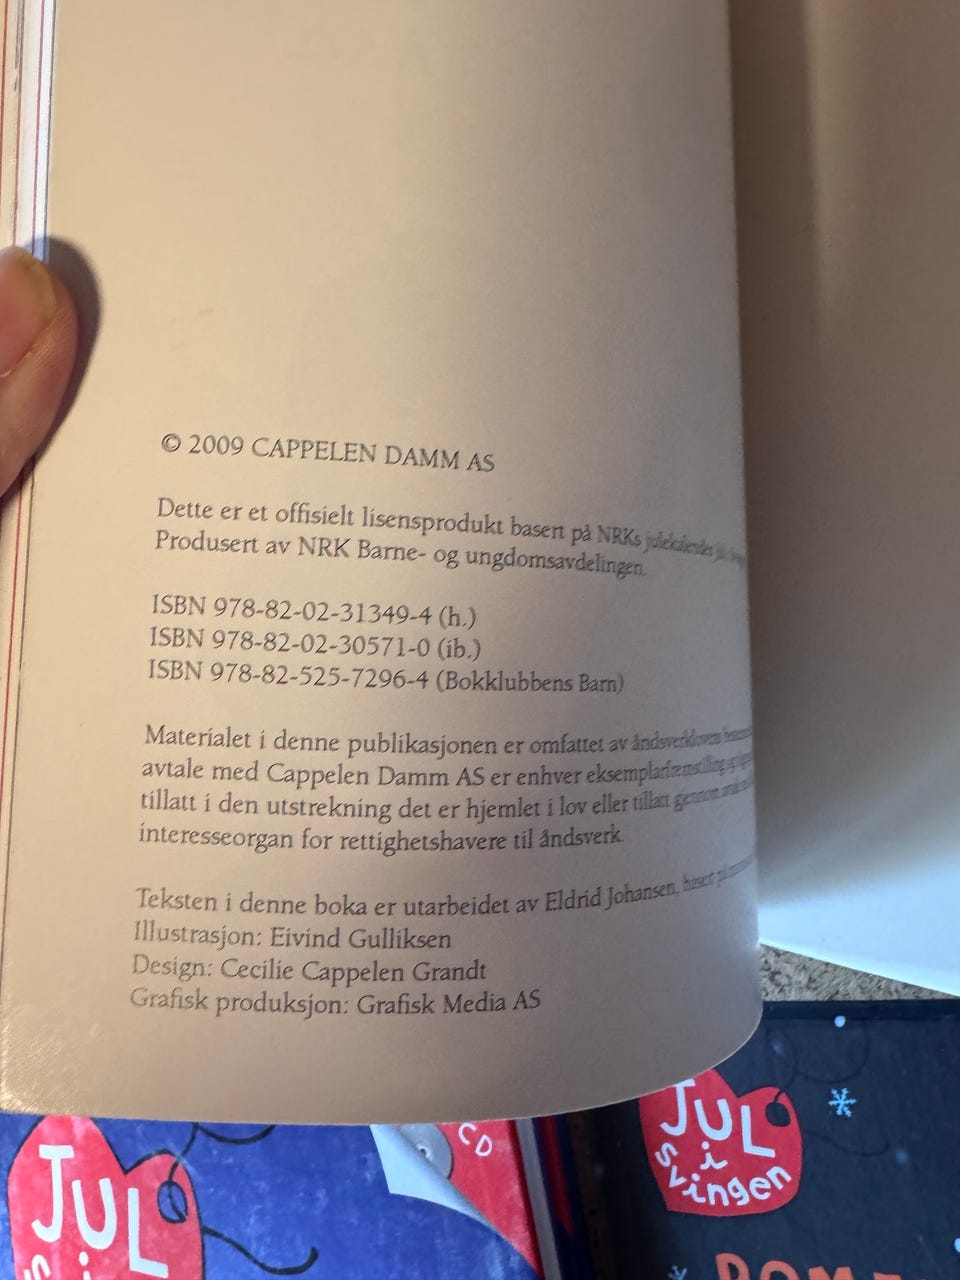 © 2009 CAPPELEN DAMM AS
Dette er et offisielt lisensprodukt basert på NRKs julekalender
Produsert av NRK Barne- og ungdomsavdelingen.
ISBN 978-82-02-31349-4 (h.)
ISBN 978-82-02-30571-0 (ib.)
ISBN 978-82-525-7296-4 (Bokklubbens Barn)
Materialet i denne publikasjonen er omfattet av åndsverklovens
avtale med Cappelen Damm AS er enhver eksemplarfremstilling og
tillatt i den utstrekning det er hjemlet i lov eller tillatt gjennom
interesseorgan for rettighetshavere til åndsverk.
Teksten i denne boka er utarbeidet av Eldrid Johansen, basert på
Illustrasjon: Eivind Gulliksen
Design: Cecilie Cappelen Grandt
Grafisk produksjon: Grafisk Media AS
JUL
CD
JUL
i
svingen